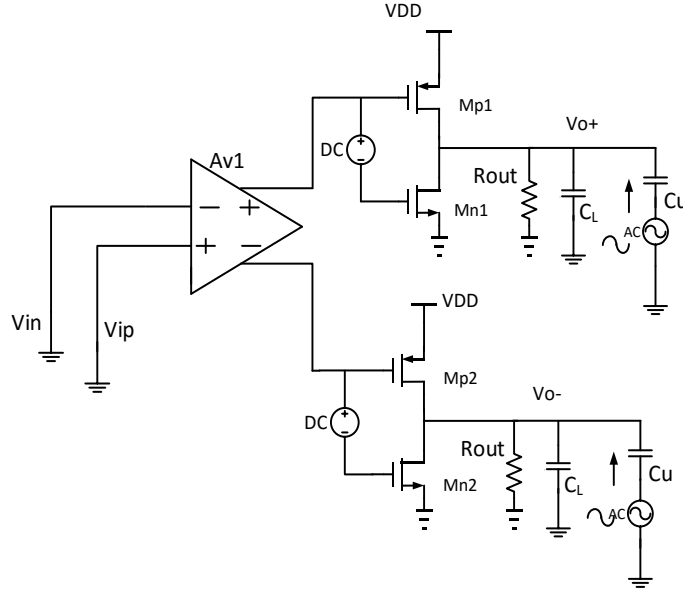 VDD
Mp1
Vo+
Av1
DC
+
−
Rout
Cu
Mn1
CL
AC
− +
+ −
Vin
Vip
VDD
Mp2
Vo-
DC
+
−
Rout
Cu
Mn2
CL
AC